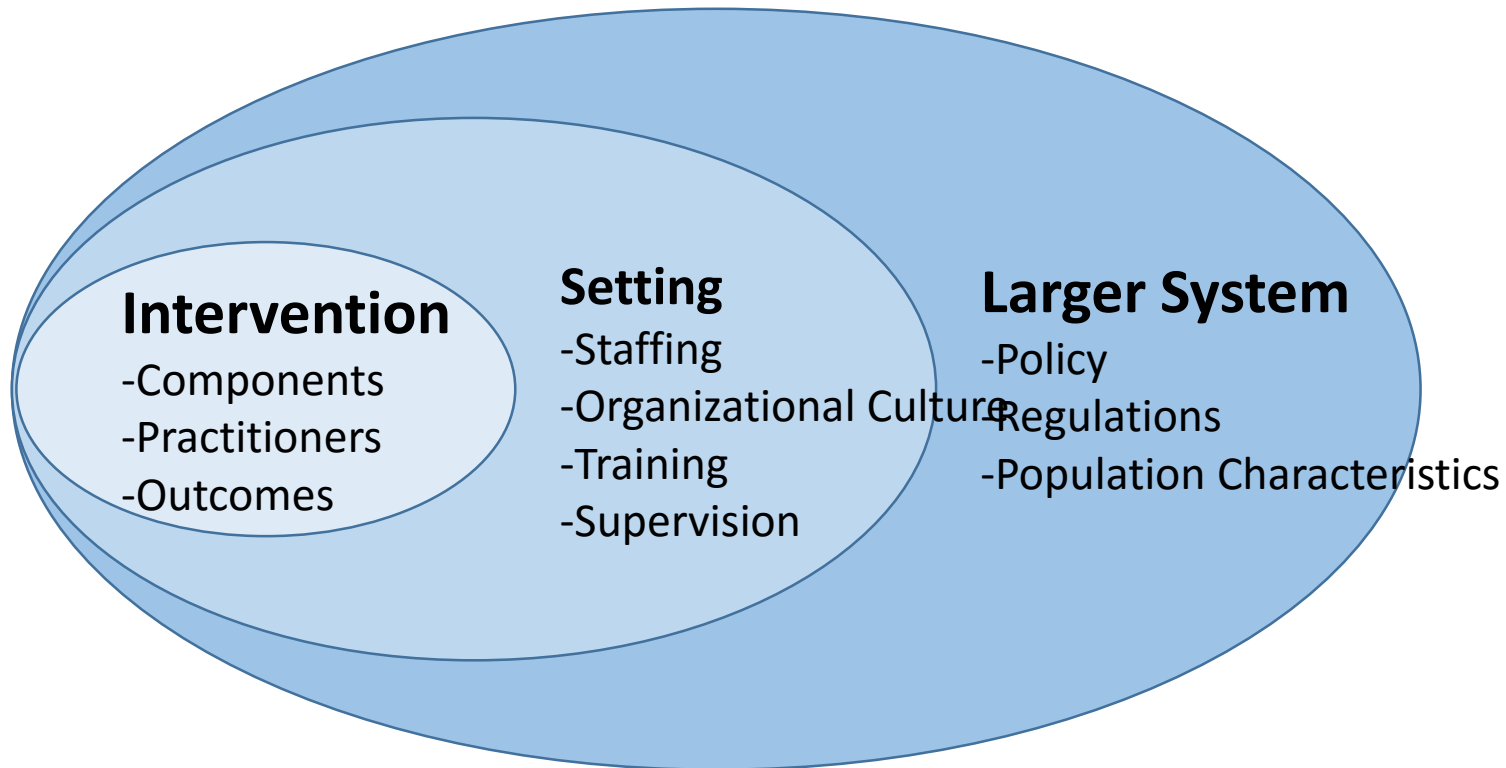 Intervention
-Components
-Practitioners
-Outcomes
Setting
-Staffing
-Organizational Culture
-Training
-Supervision
Larger System
-Policy
-Regulations
-Population Characteristics